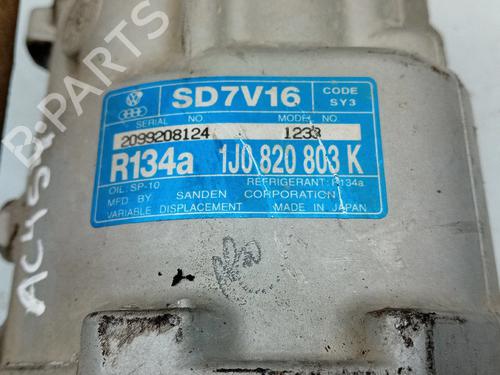 SD7V16
CODE
SY3
SERIAL NO
MODEL NO
2099208124
1233
R134a 1J0 820 803 K
OIL: SP-10
REFRIGERANT: R134a
MFD BY SANDEN CORPORATION
VARIABLE DISPLACEMENT MADE IN JAPAN
B-PARTS